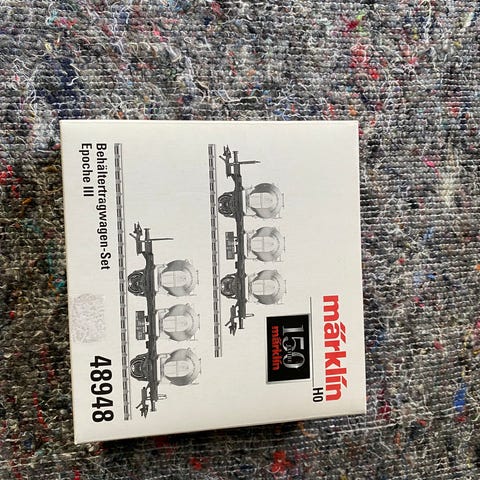 märklin
H0
150
märklin
Behältertragwagen-Set
Epoche III
48948